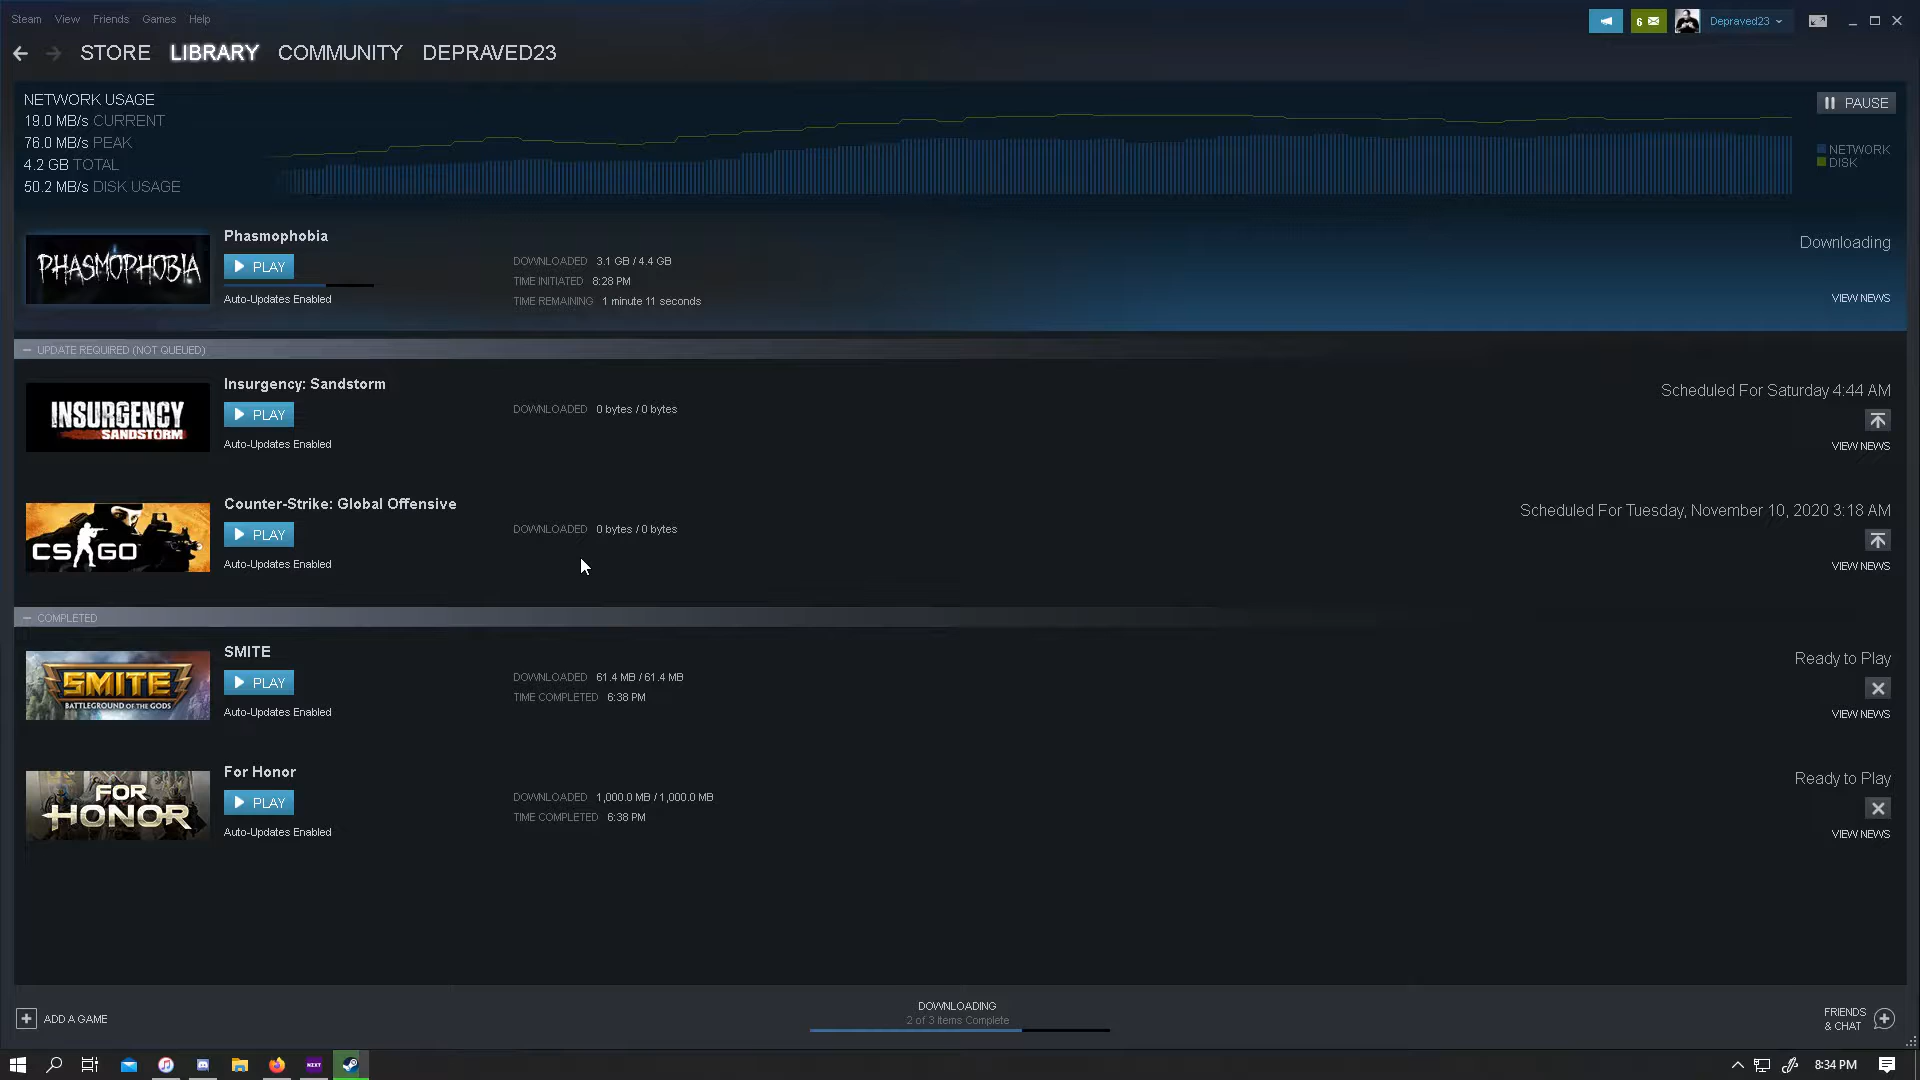 Steam View Friends Games Help
6
Depraved23
STORE LIBRARY COMMUNITY DEPRAVED23
NETWORK USAGE
19.0 MB/s CURRENT
76.0 MB/s PEAK
4.2 GB TOTAL
50.2 MB/s DISK USAGE
PAUSE
NETWORK
DISK
PHASMOPHOBIA
Phasmophobia
PLAY
Auto-Updates Enabled
DOWNLOADED 3.1 GB / 4.4 GB
TIME INITIATED 8:28 PM
TIME REMAINING 1 minute 11 seconds
Downloading
VIEW NEWS
UPDATE REQUIRED (NOT QUEUED)
INSURGENCY
SANDSTORM
Insurgency: Sandstorm
PLAY
Auto-Updates Enabled
DOWNLOADED 0 bytes / 0 bytes
Scheduled For Saturday 4:44 AM
VIEW NEWS
CS GO
Counter-Strike: Global Offensive
PLAY
Auto-Updates Enabled
DOWNLOADED 0 bytes / 0 bytes
Scheduled For Tuesday, November 10, 2020 3:18 AM
VIEW NEWS
COMPLETED
SMITE
BATTLEGROUND OF THE GODS
SMITE
PLAY
Auto-Updates Enabled
DOWNLOADED 61.4 MB / 61.4 MB
TIME COMPLETED 6:38 PM
Ready to Play
VIEW NEWS
FOR
HONOR
For Honor
PLAY
Auto-Updates Enabled
DOWNLOADED 1,000.0 MB / 1,000.0 MB
TIME COMPLETED 6:38 PM
Ready to Play
VIEW NEWS
ADD A GAME
DOWNLOADING
2 of 3 Items Complete
FRIENDS
& CHAT
NZXT
8:34 PM